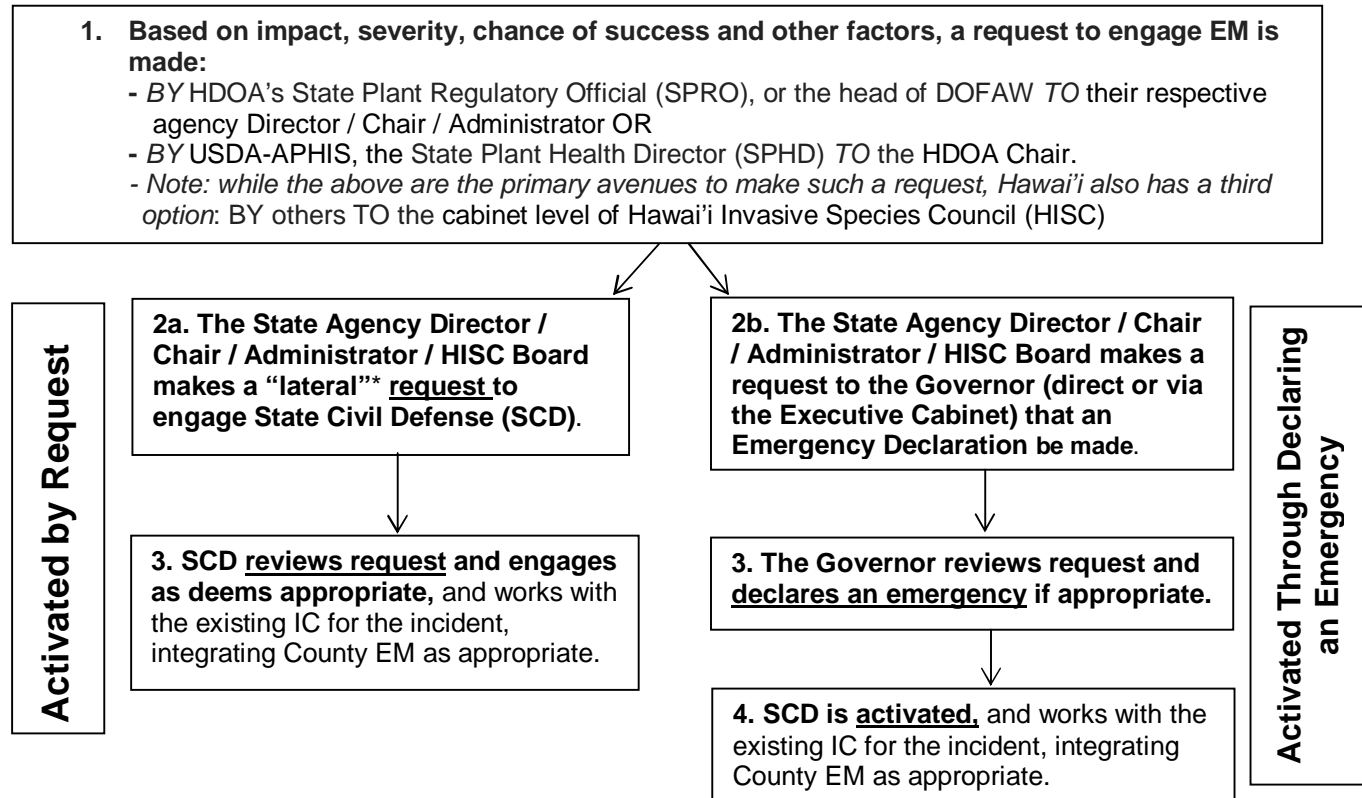 1. Based on impact, severity, chance of success and other factors, a request to engage EM is
made:
- BY HDOA's State Plant Regulatory Official (SPRO), or the head of DOFAW TO their respective
agency Director / Chair / Administrator OR
- BY USDA-APHIS, the State Plant Health Director (SPHD) TO the HDOA Chair.
- Note: while the above are the primary avenues to make such a request, Hawai'i also has a third
option: BY others TO the cabinet level of Hawai'i Invasive Species Council (HISC)
Activated by Request
2a. The State Agency Director /
Chair / Administrator / HISC Board
makes a “lateral”* request to
engage State Civil Defense (SCD).
3. SCD reviews request and engages
as deems appropriate, and works with
the existing IC for the incident,
integrating County EM as appropriate.
2b. The State Agency Director / Chair
/ Administrator / HISC Board makes a
request to the Governor (direct or via
the Executive Cabinet) that an
Emergency Declaration be made.
3. The Governor reviews request and
declares an emergency if appropriate.
4. SCD is activated, and works with the
existing IC for the incident, integrating
County EM as appropriate.
Activated Through Declaring
an Emergency